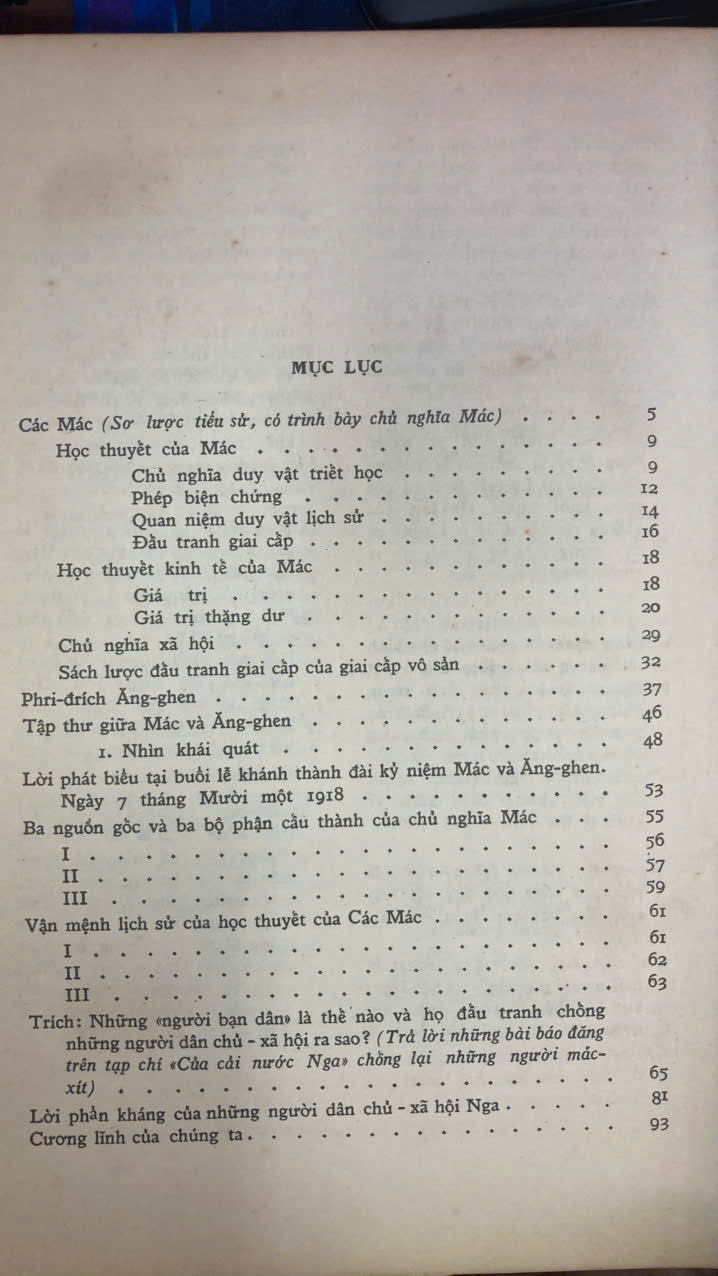 MỤC LỤC
Các Mác (Sơ lược tiểu sử, có trình bày chủ nghĩa Mác) . . . . 5
Học thuyết của Mác . . . . . . . . . . . . . . . 9
Chủ nghĩa duy vật triết học . . . . . . . . . 9
Phép biện chứng . . . . . . . . . . . . . 12
Quan niệm duy vật lịch sử . . . . . . . . . . 14
Đấu tranh giai cấp . . . . . . . . . . . . . 16
Học thuyết kinh tế của Mác . . . . . . . . . . . . 18
Giá trị . . . . . . . . . . . . . . . . 18
Giá trị thặng dư . . . . . . . . . . . . . 20
Chủ nghĩa xã hội . . . . . . . . . . . . . . . . 29
Sách lược đấu tranh giai cấp của giai cấp vô sản . . . . . . 32
Phri-đrích Ăng-ghen . . . . . . . . . . . . . . . . . 37
Tập thư giữa Mác và Ăng-ghen . . . . . . . . . . . . . 46
1. Nhìn khái quát . . . . . . . . . . . . . . 48
Lời phát biểu tại buổi lễ khánh thành đài kỷ niệm Mác và Ăng-ghen.
Ngày 7 tháng Mười một 1918 . . . . . . . . . . . 53
Ba nguồn gốc và ba bộ phận cấu thành của chủ nghĩa Mác . . . 55
I . . . . . . . . . . . . . . . . . . . . . . 56
II . . . . . . . . . . . . . . . . . . . . . . 57
III . . . . . . . . . . . . . . . . . . . . . 59
Vận mệnh lịch sử của học thuyết của Các Mác . . . . . . . . 61
I . . . . . . . . . . . . . . . . . . . . . . 61
II . . . . . . . . . . . . . . . . . . . . . . 62
III . . . . . . . . . . . . . . . . . . . . . 63
Trích: Những «người bạn dân» là thế nào và họ đấu tranh chống
những người dân chủ - xã hội ra sao? (Trả lời những bài báo đăng
trên tạp chí «Của cải nước Nga» chống lại những người mác-
xít) . . . . . . . . . . . . . . . . . . . . . 65
Lời phản kháng của những người dân chủ - xã hội Nga . . . . . 81
Cương lĩnh của chúng ta . . . . . . . . . . . . . . . . 93